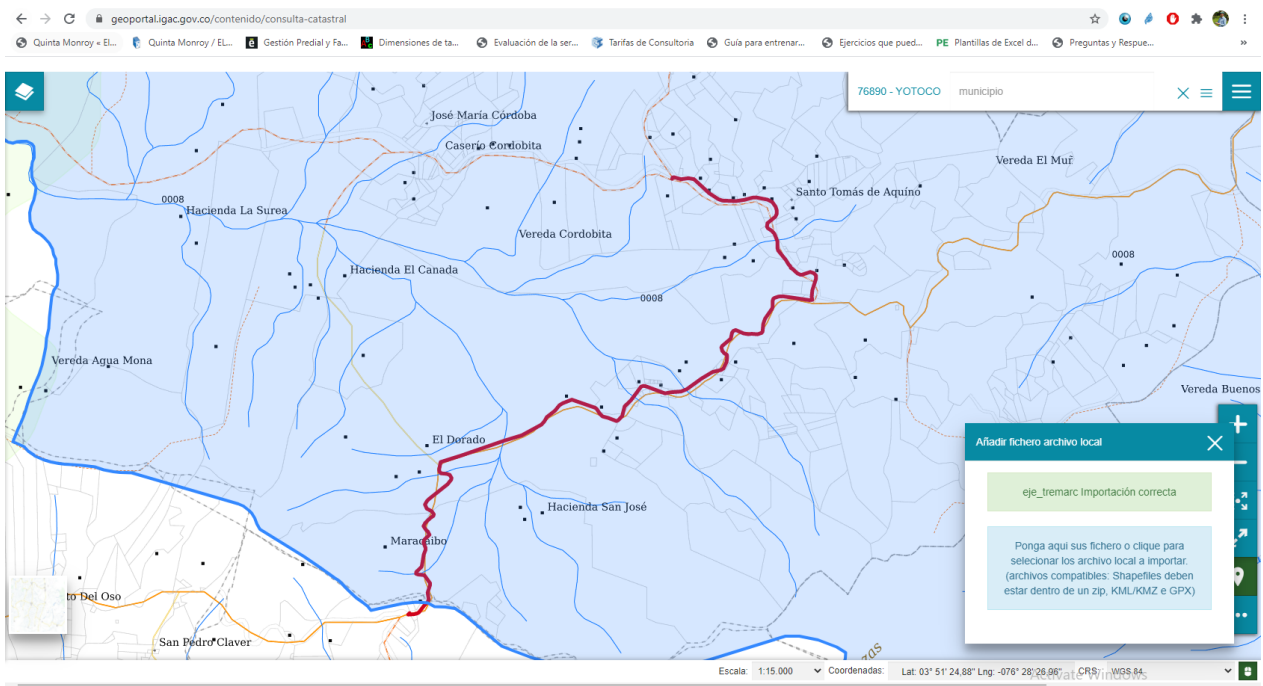 geoportal.igac.gov.co/contenido/consulta-catastral
Quinta Monroy « El...
Quinta Monroy / EL...
Gestión Predial y Fa...
Dimensiones de ta...
Evaluación de la ser...
Tarifas de Consultoria
Guía para entrenar...
Ejercicios que pued...
PE Plantillas de Excel d...
Preguntas y Respue...
»
76890 - YOTOCO municipio
José María Córdoba
Caserío Cordobita
Vereda El Muñ
Santo Tomás de Aquino
0008
Hacienda La Surea
Vereda Cordobita
0008
Hacienda El Canada
0008
Vereda Agua Mona
Vereda Buenos
El Dorado
Añadir fichero archivo local
eje_tremarc Importación correcta
Hacienda San José
Maracaibo
Ponga aqui sus fichero o clique para
selecionar los archivo local a importar.
(archivos compatibles: Shapefiles deben
estar dentro de un zip, KML/KMZ e GPX)
to Del Oso
San Pedro Claver
Escala: 1:15.000 Coordenadas: Lat: 03° 51' 24,88" Lng: -076° 28' 26,96" CRS: WGS 84
Activate Windows